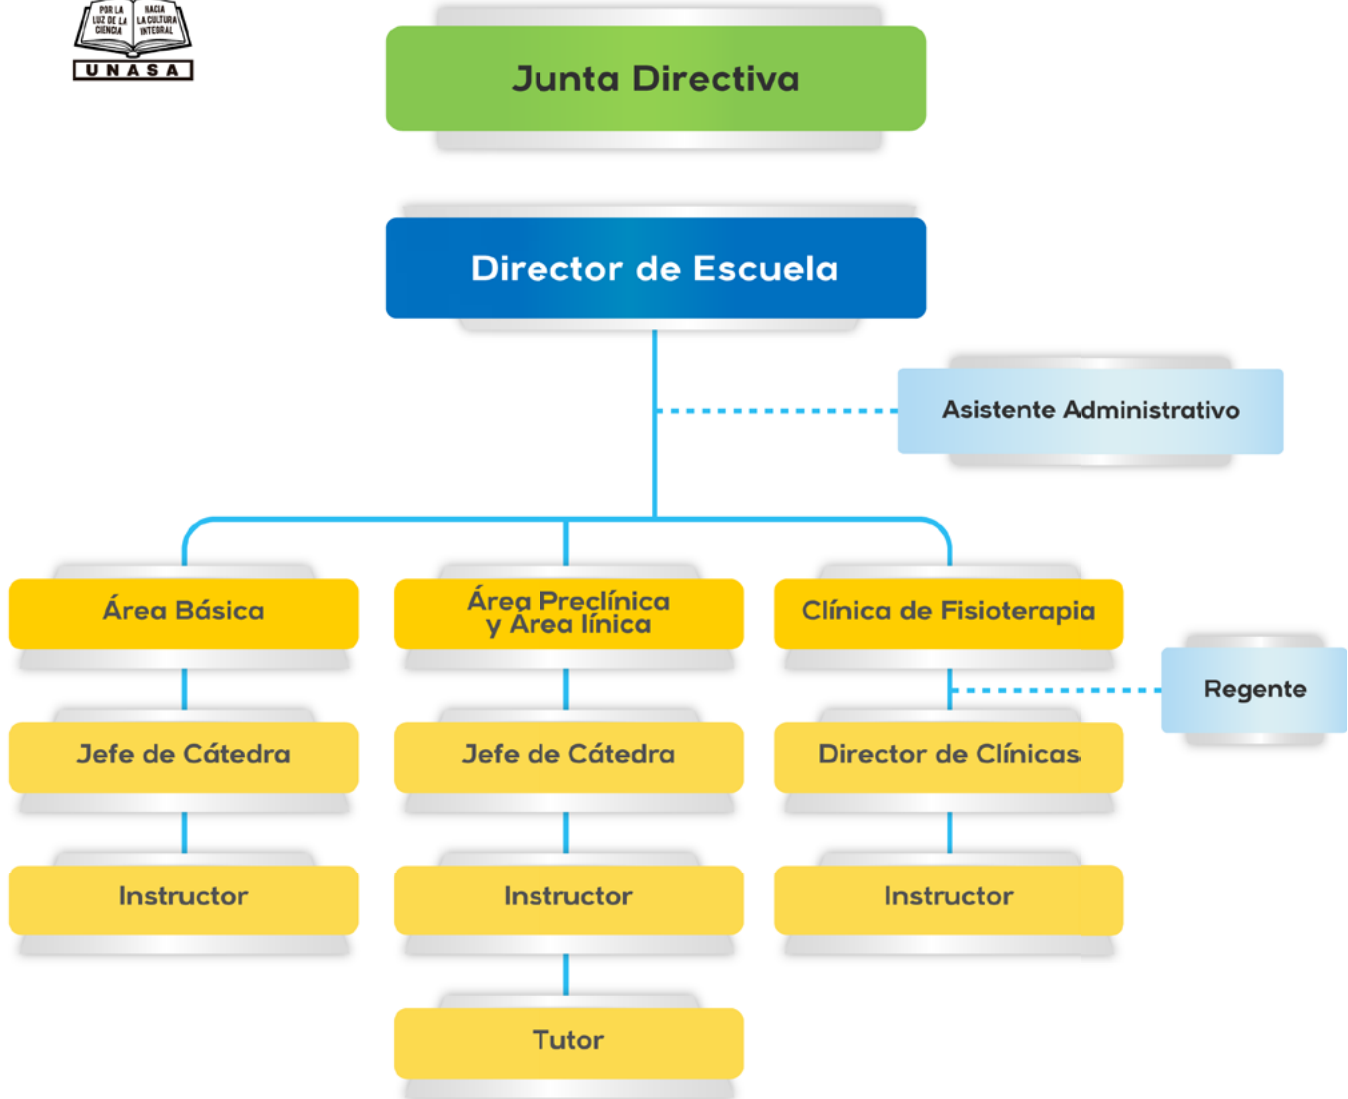 POR LA
LUZ DE LA
CIENCIA
HACIA
LA CULTURA
INTEGRAL
UNASA
Junta Directiva
Director de Escuela
Asistente Administrativo
Área Básica
Área Preclínica
y Área línica
Clínica de Fisioterapia
Regente
Jefe de Cátedra
Jefe de Cátedra
Director de Clínicas
Instructor
Instructor
Instructor
Tutor